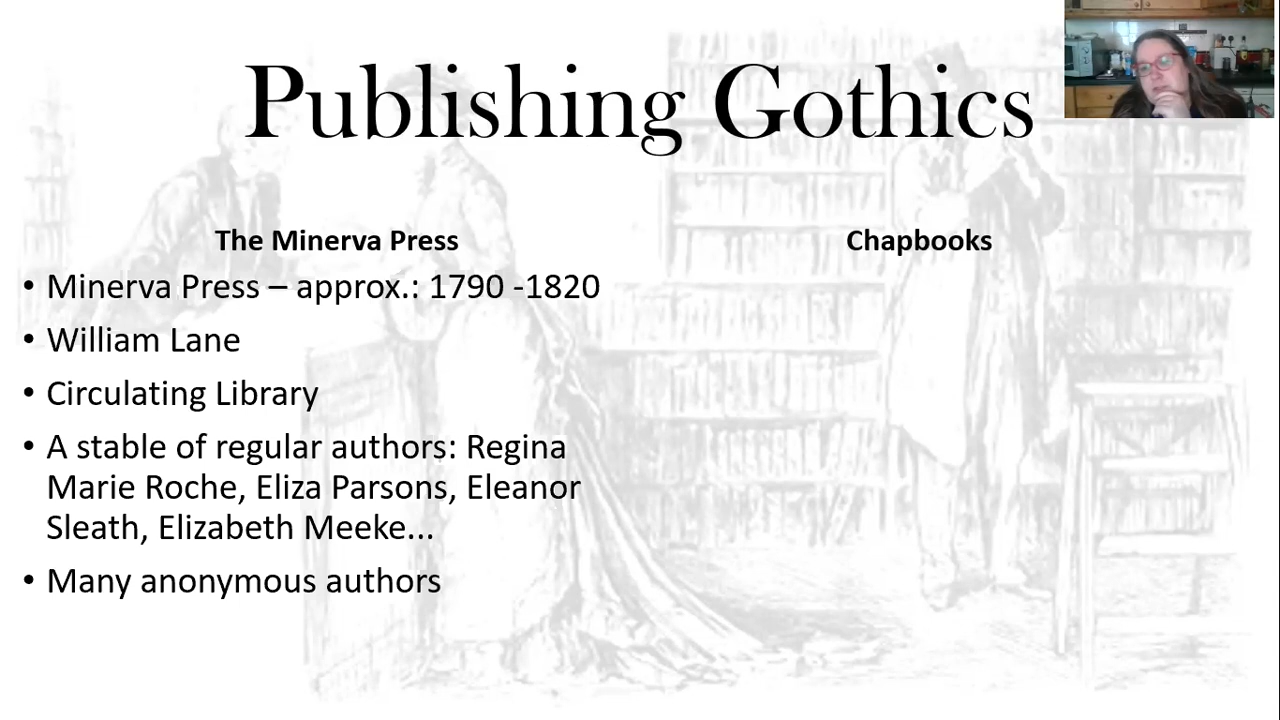 Publishing Gothics
The Minerva Press
• Minerva Press – approx.: 1790 -1820
• William Lane
• Circulating Library
• A stable of regular authors: Regina
Marie Roche, Eliza Parsons, Eleanor
Sleath, Elizabeth Meeke...
• Many anonymous authors
Chapbooks